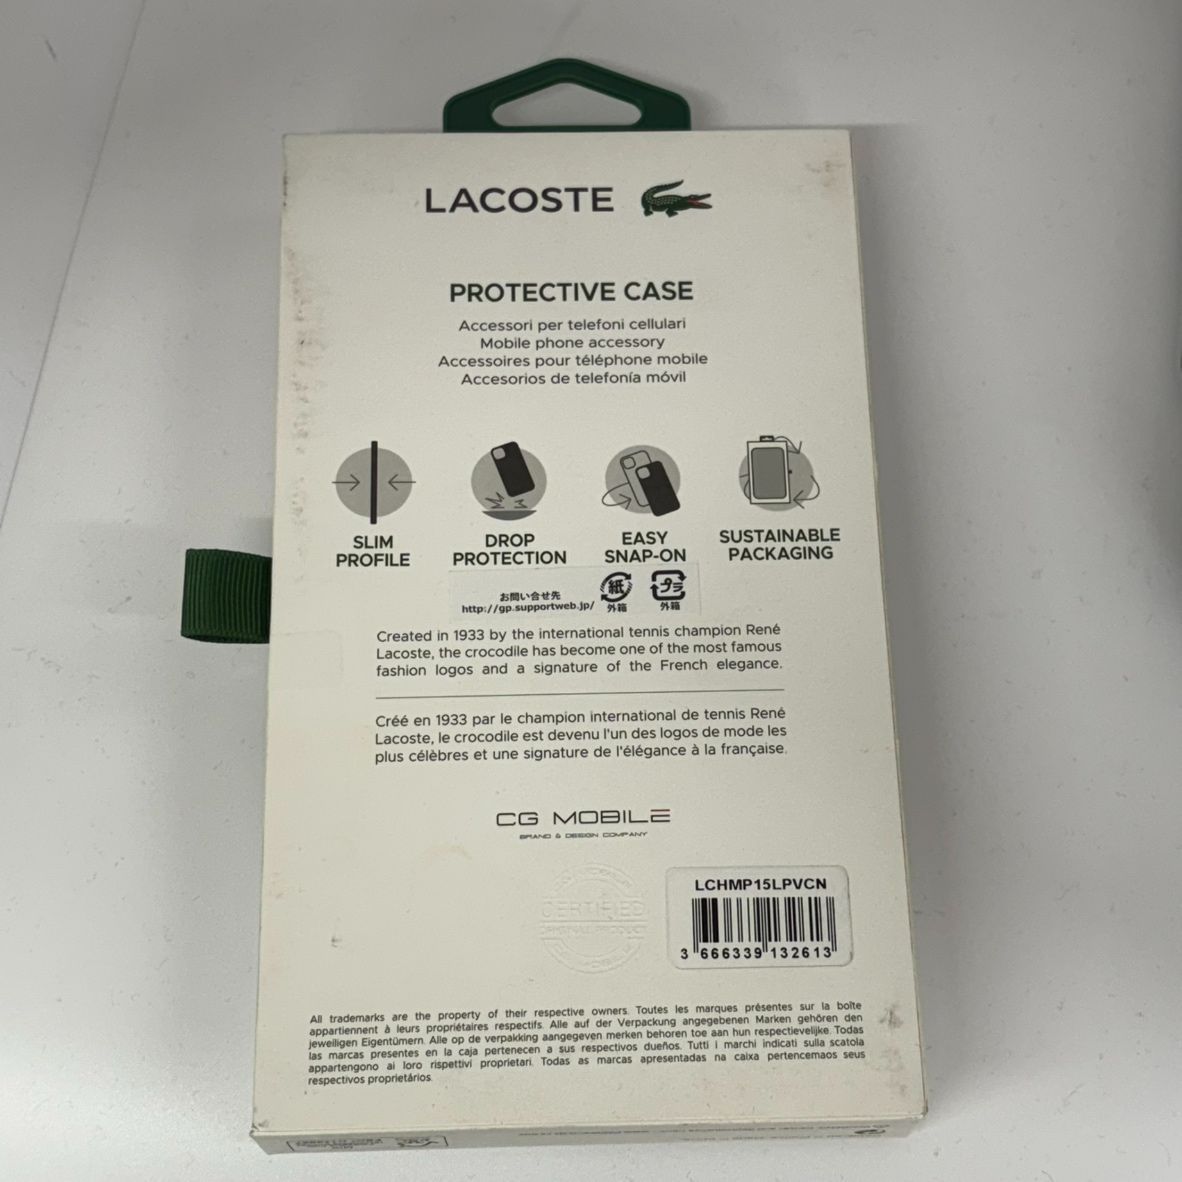 LACOSTE
PROTECTIVE CASE
Accessori per telefoni cellulari
Mobile phone accessory
Accessoires pour téléphone mobile
Accesorios de telefonía móvil
SLIM
PROFILE
DROP
PROTECTION
EASY
SNAP-ON
SUSTAINABLE
PACKAGING
お問い合せ先
http://gp.supportweb.jp/
紙
外箱
プラ
外箱
Created in 1933 by the international tennis champion René
Lacoste, the crocodile has become one of the most famous
fashion logos and a signature of the French elegance.
Créé en 1933 par le champion international de tennis René
Lacoste, le crocodile est devenu l'un des logos de mode les
plus célèbres et une signature de l'élégance à la française.
CG MOBILE
BRAND & DESIGN COMPANY
CERTIFIED
ORIGINAL PRODUCT
LCHMP15LPVCN
3 666339 132613
All trademarks are the property of their respective owners. Toutes les marques présentes sur la boîte
appartiennent à leurs propriétaires respectifs. Alle auf der Verpackung angegebenen Marken gehören den
jeweiligen Eigentümern. Alle op de verpakking aangegeven merken behoren toe aan hun respectievelijke. Todas
las marcas presentes en la caja pertenecen a sus respectivos dueños. Tutti i marchi indicati sulla scatola
appartengono ai loro rispettivi proprietari. Todas as marcas apresentadas na caixa pertencemaos seus
respectivos proprietários.